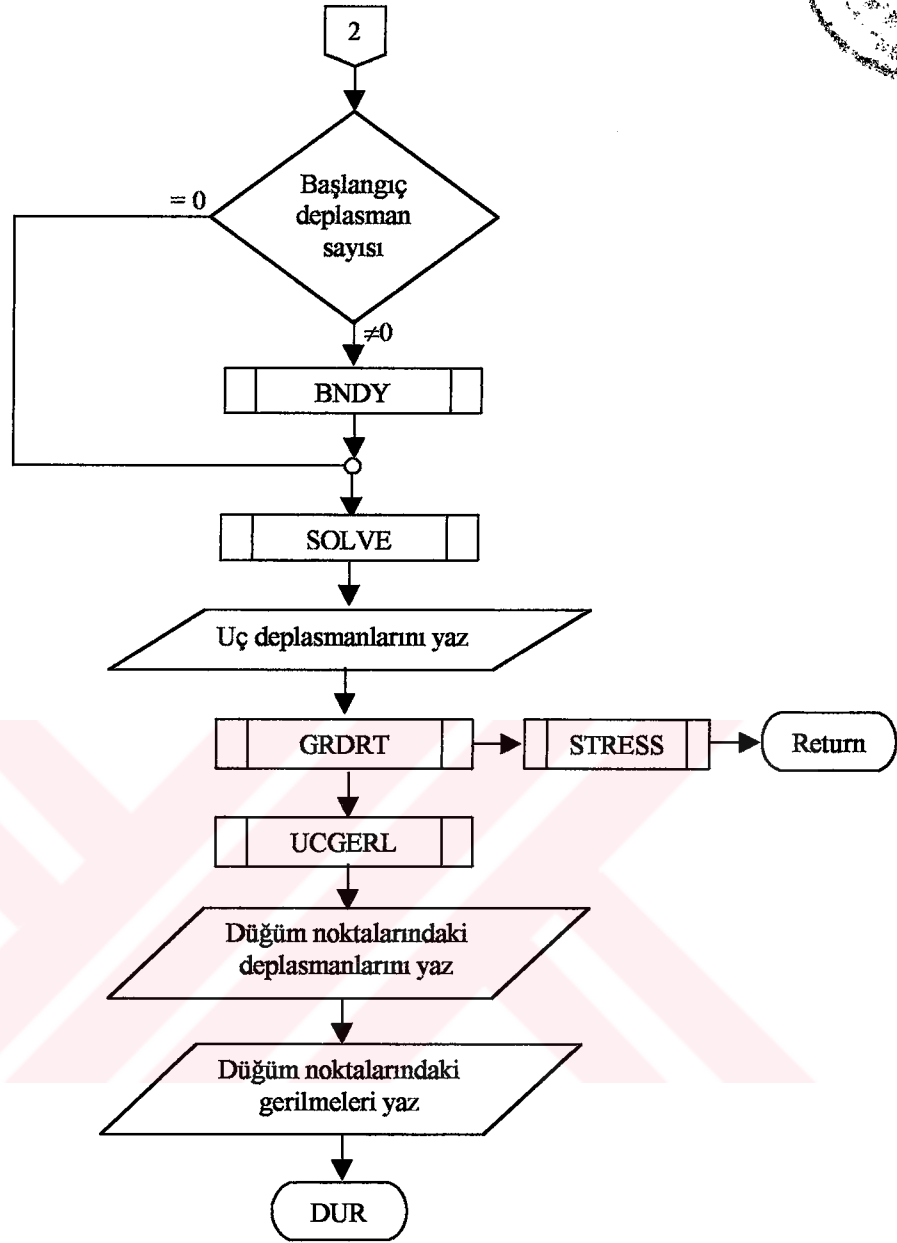 2
Başlangıç
deplasman
sayısı
= 0
≠0
BNDY
SOLVE
Uç deplasmanlarını yaz
GRDRT
STRESS
Return
UCGERL
Düğüm noktalarındaki
deplasmanlarını yaz
Düğüm noktalarındaki
gerilmeleri yaz
DUR